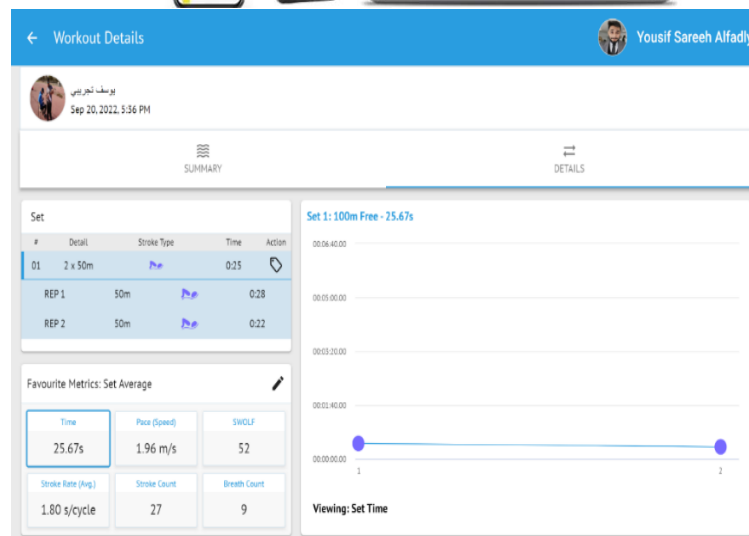 Workout Details
Yousif Sareeh Alfadly
يوسف تجريبي
Sep 20, 2022, 5:36 PM
SUMMARY
DETAILS
Set
# Detail Stroke Type Time Action
01 2 x 50m 0:25
REP 1 50m 0:28
REP 2 50m 0:22
Favourite Metrics: Set Average
Time Pace (Speed) SWOLF
25.67s 1.96 m/s 52
Stroke Rate (Avg.) Stroke Count Breath Count
1.80 s/cycle 27 9
Set 1: 100m Free - 25.67s
00:06:40.00
00:05:00.00
00:03:20.00
00:01:40.00
00:00:00.00
1 2
Viewing: Set Time